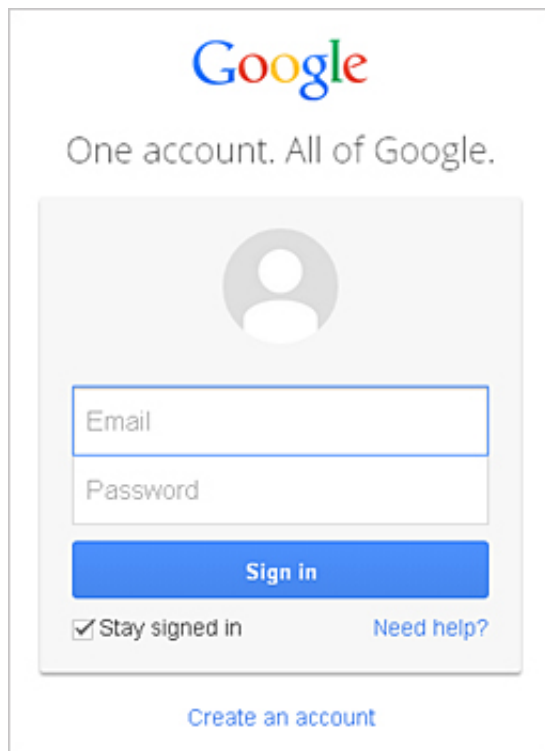 Google
One account. All of Google.
Email
Password
Sign in
Stay signed in Need help?
Create an account